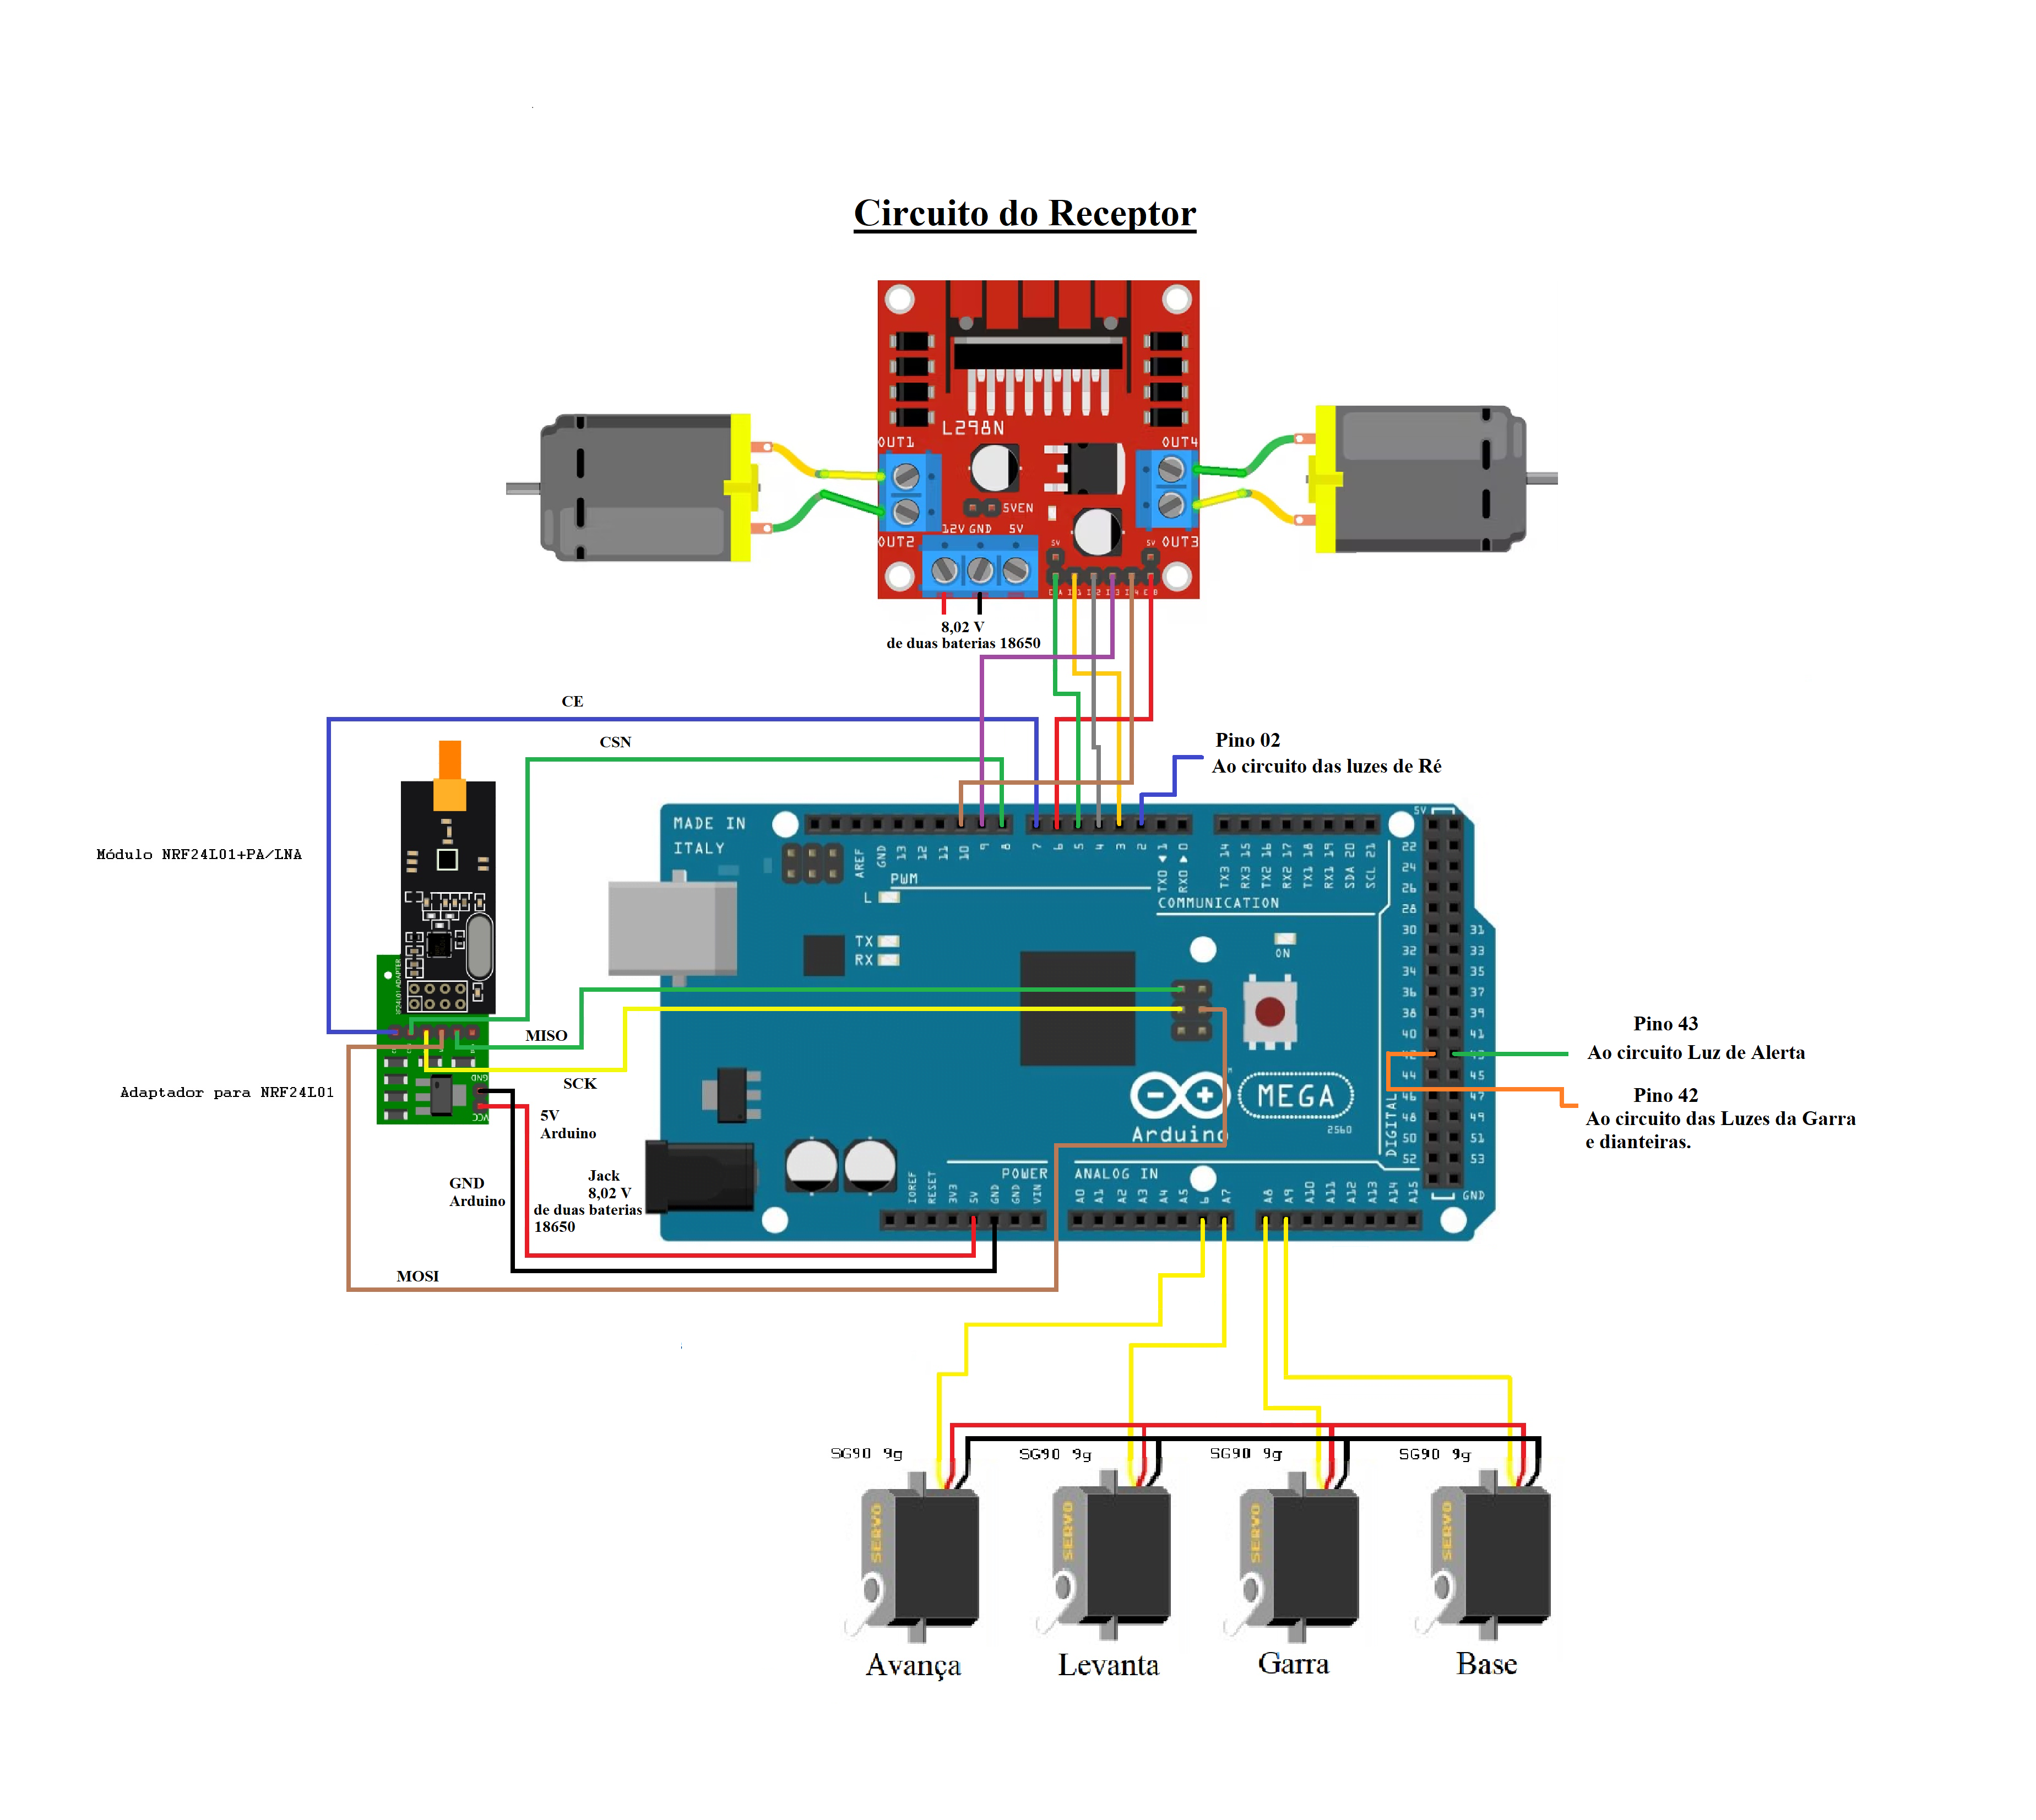 Circuito do Receptor
L298N
OUT1
OUT4
5VEN
12V GND 5V
OUT2
5V
5V
OUT3
8,02 V
de duas baterias 18650
CE
CSN
Pino 02
Ao circuito das luzes de Ré
Módulo NRF24L01+PA/LNA
MADE IN
ITALY
AREF
GND
13
12
11
10
9
8
7
6
5
4
3
2
TX0 1
RX0 0
TX3 14
RX3 15
TX2 16
RX2 17
TX1 18
RX1 19
SDA 20
SCL 21
PWM
COMMUNICATION
L
TX
RX
ON
5V
22
24
26
28
30 31
32 33
34 35
36 37
38 39
40 41
42 43
44 45
46 47
48 49
50 51
52 53
GND
DIGITAL
Pino 43
Ao circuito Luz de Alerta
Pino 42
Ao circuito das Luzes da Garra
e dianteiras.
MISO
SCK
GND
VCC
Adaptador para NRF24L01
5V
Arduino
MEGA
2560
Arduino
GND
Arduino
Jack
8,02 V
de duas baterias
18650
POWER
ANALOG IN
IOREF
RESET
3V3
5V
GND
GND
VIN
A0
A1
A2
A3
A4
A5
6
A7
A8
A9
A10
A11
A12
A13
A14
A15
MOSI
SG90 9g
SG90 9g
SG90 9g
SG90 9g
SERVO
SERVO
SERVO
SERVO
Avança
Levanta
Garra
Base